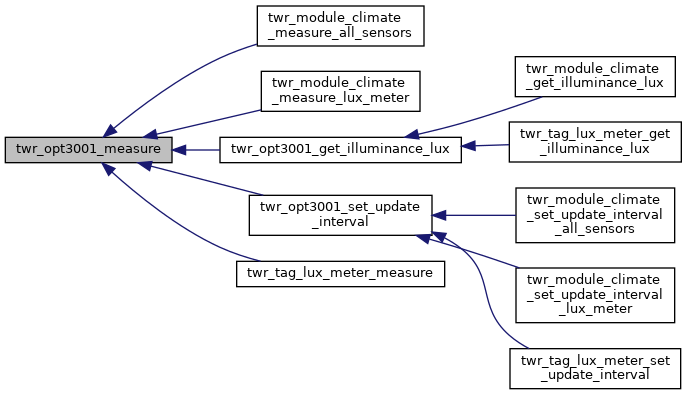 twr_module_climate
_measure_all_sensors
twr_module_climate
_measure_lux_meter
twr_module_climate
_get_illuminance_lux
twr_opt3001_measure
twr_opt3001_get_illuminance_lux
twr_tag_lux_meter_get
_illuminance_lux
twr_opt3001_set_update
_interval
twr_module_climate
_set_update_interval
_all_sensors
twr_tag_lux_meter_measure
twr_module_climate
_set_update_interval
_lux_meter
twr_tag_lux_meter_set
_update_interval